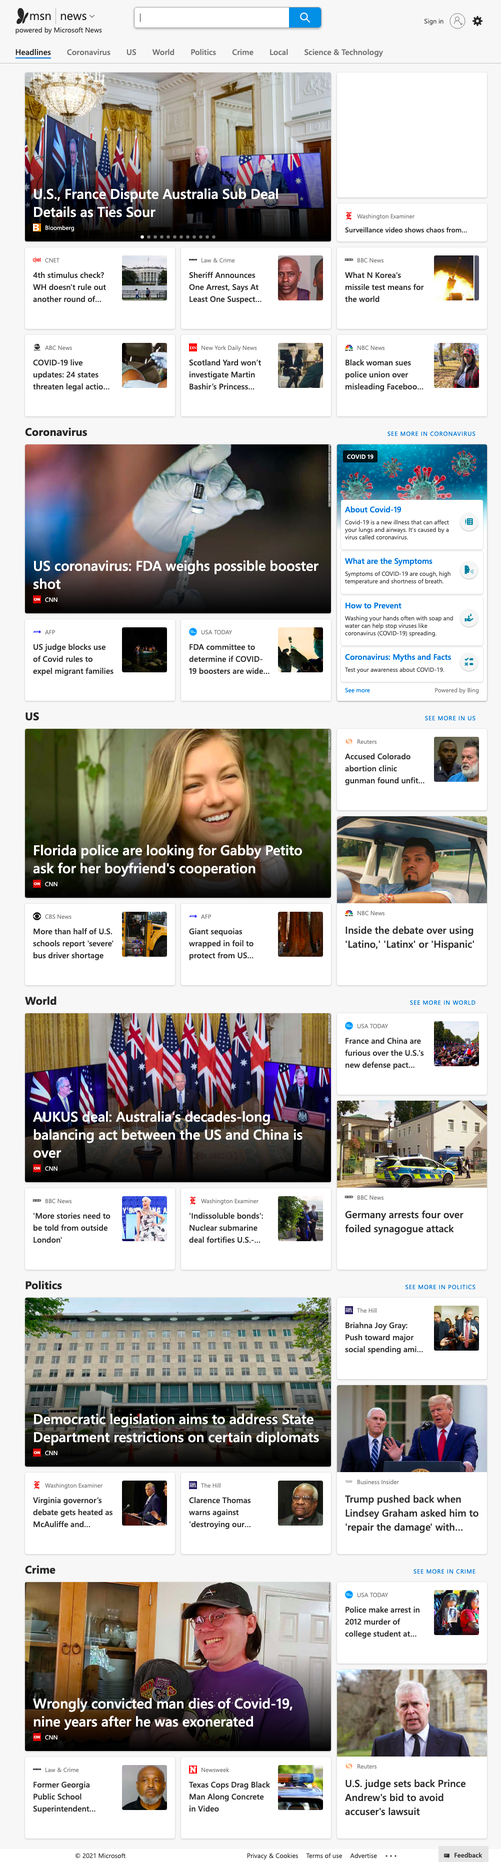 msn news
powered by Microsoft News
Sign in
Headlines Coronavirus US World Politics Crime Local Science & Technology
U.S., France Dispute Australia Sub Deal
Details as Ties Sour
Bloomberg
Washington Examiner
Surveillance video shows chaos from...
CNET
4th stimulus check?
WH doesn't rule out
another round of...
Law & Crime
Sheriff Announces
One Arrest, Says At
Least One Suspect...
BBC News
What N Korea's
missile test means for
the world
ABC News
COVID-19 live
updates: 24 states
threaten legal actio...
New York Daily News
Scotland Yard won't
investigate Martin
Bashir's Princess...
NBC News
Black woman sues
police union over
misleading Faceboo...
Coronavirus
SEE MORE IN CORONAVIRUS
US coronavirus: FDA weighs possible booster
shot
CNN
COVID 19
About Covid-19
Covid-19 is a new illness that can affect
your lungs and airways. It's caused by a
virus called coronavirus.
What are the Symptoms
Symptoms of COVID-19 are cough, high
temperature and shortness of breath.
How to Prevent
Washing your hands often with soap and
water can help stop viruses like
coronavirus (COVID-19) spreading.
Coronavirus: Myths and Facts
Test your awareness about COVID-19.
See more
Powered by Bing
AFP
US judge blocks use
of Covid rules to
expel migrant families
USA TODAY
FDA committee to
determine if COVID-
19 boosters are wide...
US
SEE MORE IN US
Florida police are looking for Gabby Petito
ask for her boyfriend's cooperation
CNN
Reuters
Accused Colorado
abortion clinic
gunman found unfit...
NBC News
Inside the debate over using
'Latino,' 'Latinx' or 'Hispanic'
CBS News
More than half of U.S.
schools report 'severe'
bus driver shortage
AFP
Giant sequoias
wrapped in foil to
protect from US...
World
SEE MORE IN WORLD
AUKUS deal: Australia's decades-long
balancing act between the US and China is
over
CNN
USA TODAY
France and China are
furious over the U.S.'s
new defense pact...
BBC News
Germany arrests four over
foiled synagogue attack
BBC News
'More stories need to
be told from outside
London'
Washington Examiner
'Indissoluble bonds':
Nuclear submarine
deal fortifies U.S.-...
Politics
SEE MORE IN POLITICS
Democratic legislation aims to address State
Department restrictions on certain diplomats
CNN
The Hill
Briahna Joy Gray:
Push toward major
social spending ami...
Business Insider
Trump pushed back when
Lindsey Graham asked him to
'repair the damage' with...
Washington Examiner
Virginia governor's
debate gets heated as
McAuliffe and...
The Hill
Clarence Thomas
warns against
'destroying our...
Crime
SEE MORE IN CRIME
Wrongly convicted man dies of Covid-19,
nine years after he was exonerated
CNN
USA TODAY
Police make arrest in
2012 murder of
college student at...
Reuters
U.S. judge sets back Prince
Andrew's bid to avoid
accuser's lawsuit
Law & Crime
Former Georgia
Public School
Superintendent...
Newsweek
Texas Cops Drag Black
Man Along Concrete
in Video
© 2021 Microsoft
Privacy & Cookies Terms of use Advertise
Feedback